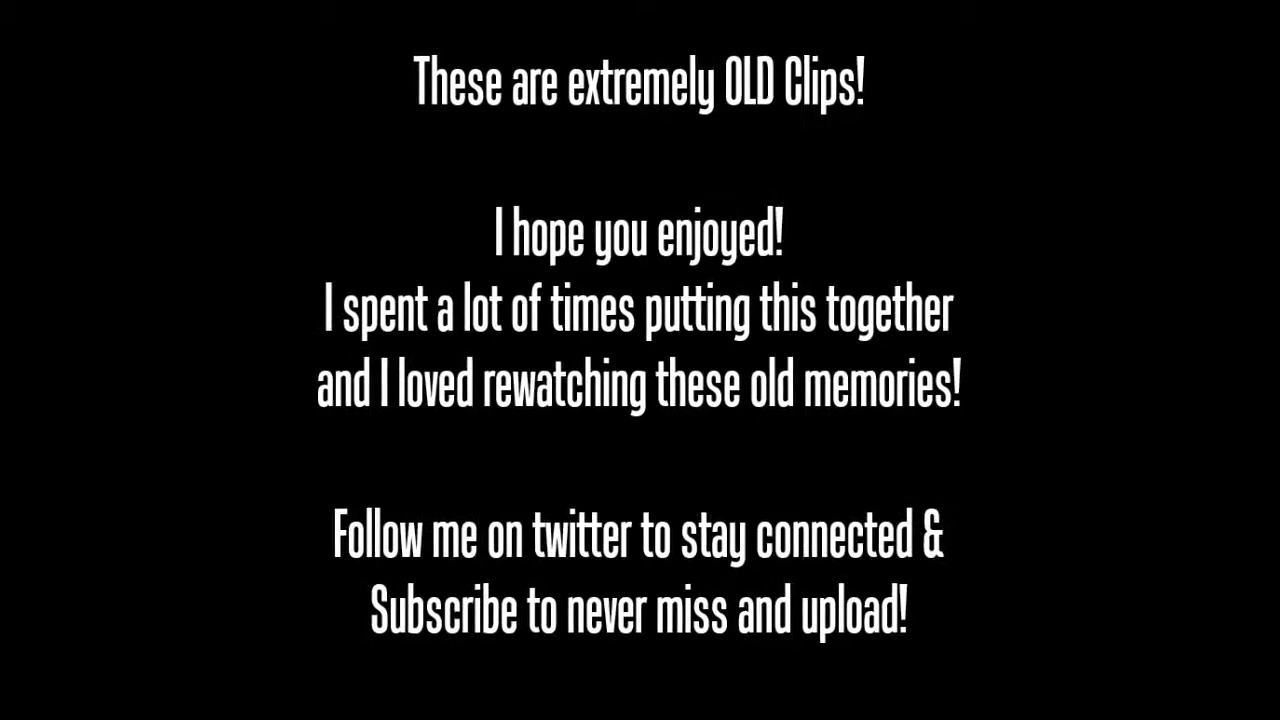 These are extremely OLD Clips!
I hope you enjoyed!
I spent a lot of times putting this together
and I loved rewatching these old memories!
Follow me on twitter to stay connected &
Subscribe to never miss and upload!